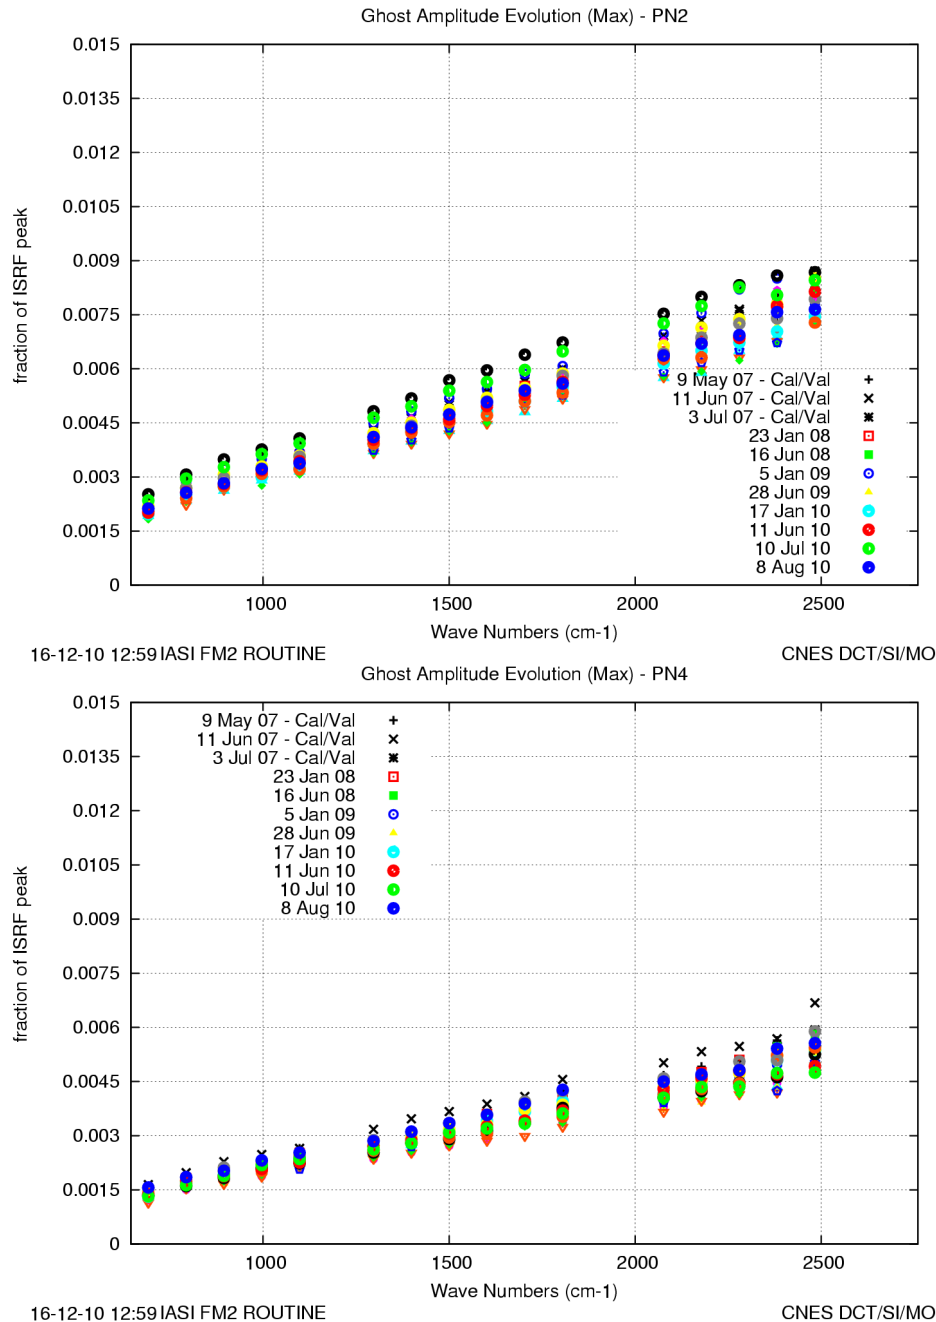 Ghost Amplitude Evolution (Max) - PN2
0.015
0.0135
0.012
0.0105
0.009
0.0075
0.006
0.0045
0.003
0.0015
0
fraction of ISRF peak
9 May 07 - Cal/Val
11 Jun 07 - Cal/Val
3 Jul 07 - Cal/Val
23 Jan 08
16 Jun 08
5 Jan 09
28 Jun 09
17 Jan 10
11 Jun 10
10 Jul 10
8 Aug 10
1000 1500 2000 2500
Wave Numbers (cm-1)
16-12-10 12:59 IASI FM2 ROUTINE CNES DCT/SI/MO
Ghost Amplitude Evolution (Max) - PN4
0.015
0.0135
0.012
0.0105
0.009
0.0075
0.006
0.0045
0.003
0.0015
0
fraction of ISRF peak
9 May 07 - Cal/Val
11 Jun 07 - Cal/Val
3 Jul 07 - Cal/Val
23 Jan 08
16 Jun 08
5 Jan 09
28 Jun 09
17 Jan 10
11 Jun 10
10 Jul 10
8 Aug 10
1000 1500 2000 2500
Wave Numbers (cm-1)
16-12-10 12:59 IASI FM2 ROUTINE CNES DCT/SI/MO